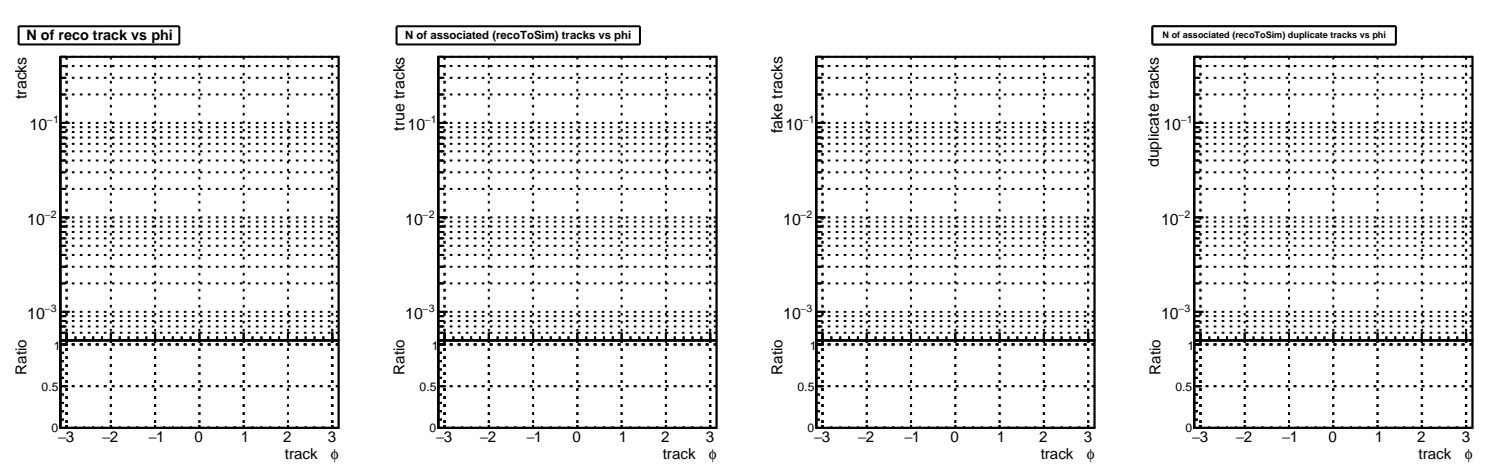 N of reco track vs phi
tracks
10−1
10−2
10−3
Ratio
1
0.5
0
−3 −2 −1 0 1 2 3
track φ
N of associated (recoToSim) tracks vs phi
true tracks
10−1
10−2
10−3
Ratio
1
0.5
0
−3 −2 −1 0 1 2 3
track φ
fake tracks
10−1
10−2
10−3
Ratio
1
0.5
0
−3 −2 −1 0 1 2 3
track φ
N of associated (recoToSim) duplicate tracks vs phi
duplicate tracks
10−1
10−2
10−3
Ratio
1
0.5
0
−3 −2 −1 0 1 2 3
track φ